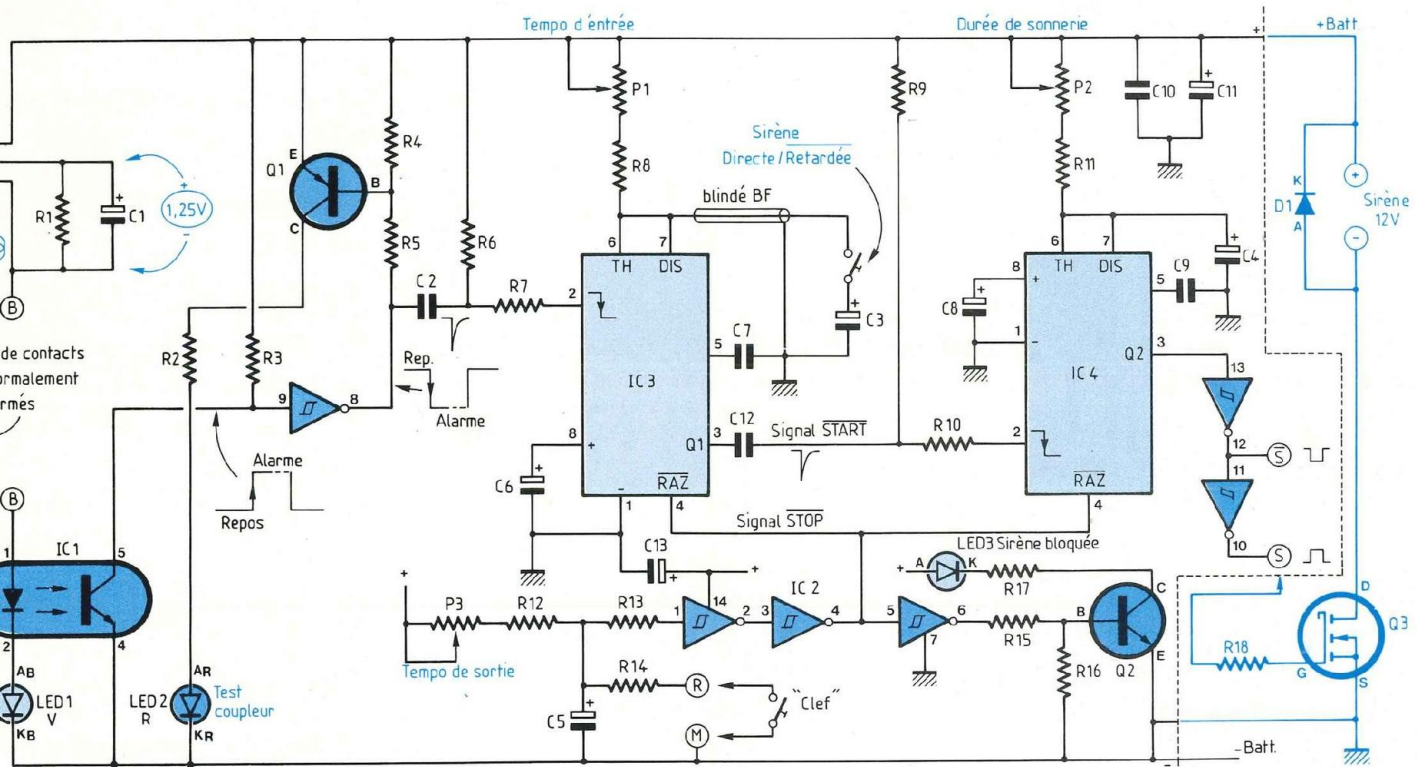 Tempo d'éntrée
Durée de sonnerie
+ +Batt.
P1
R9
P2
C10
+
C11
R4
Sirène
Directe/Retardée
E
Q1
B
C
R8
R11
blindé BF
+
1,25V
-
R1
+
C1
K
D1
A
+
Sirène
12V
-
R5
R6
6 7
TH DIS
6 7
TH DIS
+
C4
B
C2
R7
2
8
+
5
C9
+
C3
C8
+
1
-
de contacts
ormalement
rmés
R2
R3
Rep.
Alarme
5
C7
IC3
Q2
3
IC4
13
9 8
Q1
3
C12
Signal START
R10
2
12
S
11
8
+
Alarme
Repos
C6
+
-
1
RAZ
4
RAZ
4
Signal STOP
10
S
B
1
IC1
5
2
4
C13
+
+
LED3 Sirène bloquée
+
A
K
R17
C
+
P3
R12
R13
1
14
2
3
IC2
4
5
6
7
R15
B
E
Q2
D
Q3
G
S
R18
Tempo de sortie
R14
R
"Clef"
R16
AB
LED1
V
KB
AR
LED2
R
KR
Test
coupleur
+
C5
M
-Batt.
-